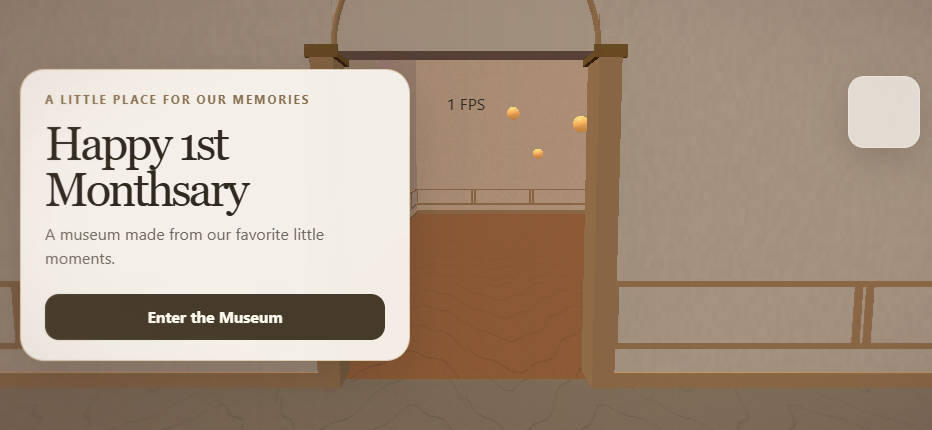 A LITTLE PLACE FOR OUR MEMORIES
Happy 1st
Monthsary
A museum made from our favorite little
moments.
Enter the Museum
1 FPS